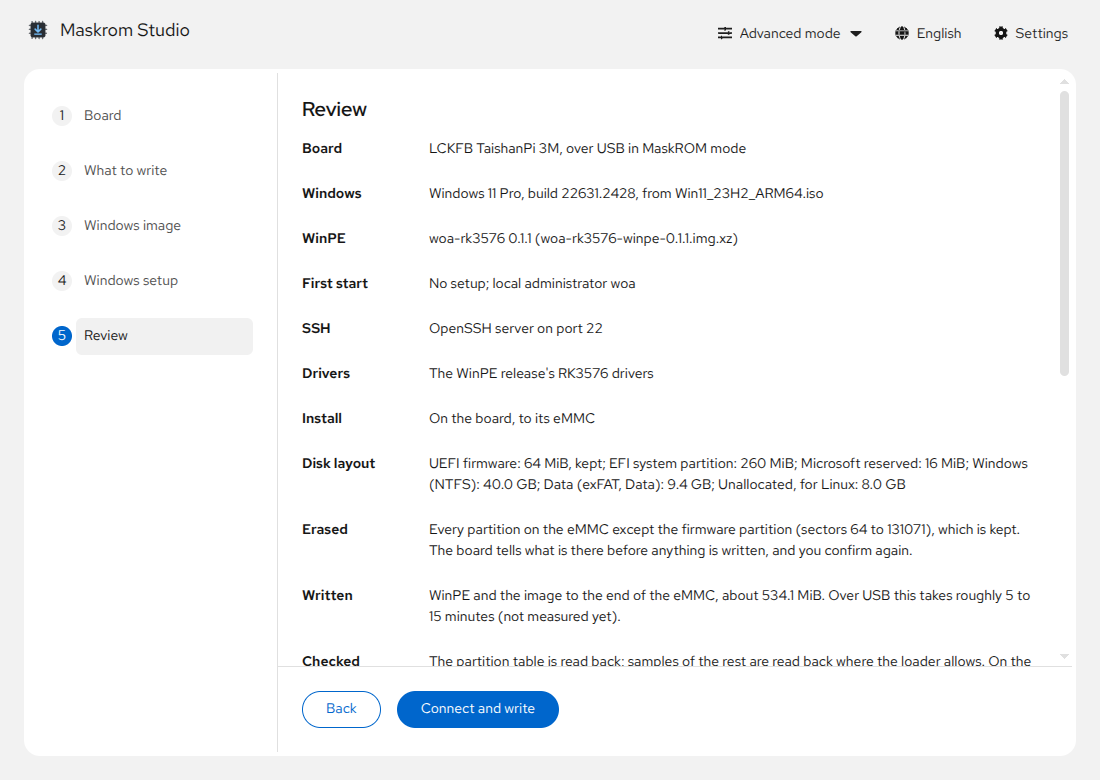 Maskrom Studio
Advanced mode
English
Settings
1 Board
2 What to write
3 Windows image
4 Windows setup
5 Review
Review
Board LCKFB TaishanPi 3M, over USB in MaskROM mode
Windows Windows 11 Pro, build 22631.2428, from Win11_23H2_ARM64.iso
WinPE woa-rk3576 0.1.1 (woa-rk3576-winpe-0.1.1.img.xz)
First start No setup; local administrator woa
SSH OpenSSH server on port 22
Drivers The WinPE release's RK3576 drivers
Install On the board, to its eMMC
Disk layout UEFI firmware: 64 MiB, kept; EFI system partition: 260 MiB; Microsoft reserved: 16 MiB; Windows
(NTFS): 40.0 GB; Data (exFAT, Data): 9.4 GB; Unallocated, for Linux: 8.0 GB
Erased Every partition on the eMMC except the firmware partition (sectors 64 to 131071), which is kept.
The board tells what is there before anything is written, and you confirm again.
Written WinPE and the image to the end of the eMMC, about 534.1 MiB. Over USB this takes roughly 5 to
15 minutes (not measured yet).
Checked The partition table is read back; samples of the rest are read back where the loader allows. On the
Back
Connect and write